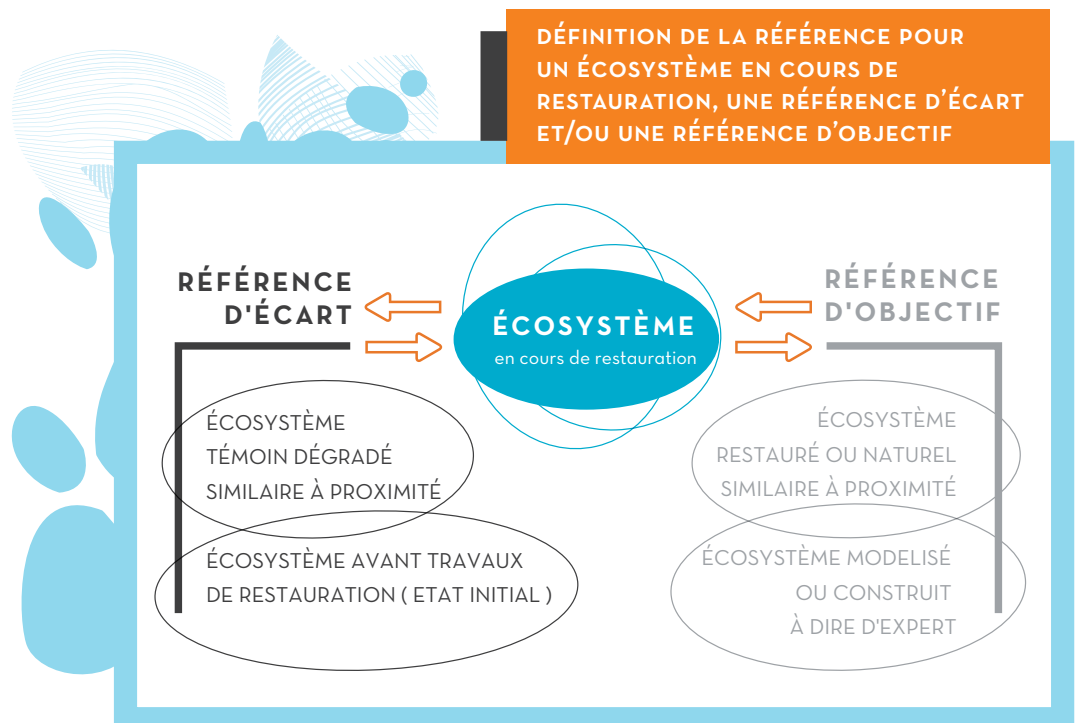 DÉFINITION DE LA RÉFÉRENCE POUR
UN ÉCOSYSTÈME EN COURS DE
RESTAURATION, UNE RÉFÉRENCE D'ÉCART
ET/OU UNE RÉFÉRENCE D'OBJECTIF
RÉFÉRENCE
D'ÉCART
ÉCOSYSTÈME
TÉMOIN DÉGRADÉ
SIMILAIRE À PROXIMITÉ
ÉCOSYSTÈME AVANT TRAVAUX
DE RESTAURATION ( ETAT INITIAL )
ÉCOSYSTÈME
en cours de restauration
RÉFÉRENCE
D'OBJECTIF
ÉCOSYSTÈME
RESTAURÉ OU NATUREL
SIMILAIRE À PROXIMITÉ
ÉCOSYSTÈME MODELISÉ
OU CONSTRUIT
À DIRE D'EXPERT